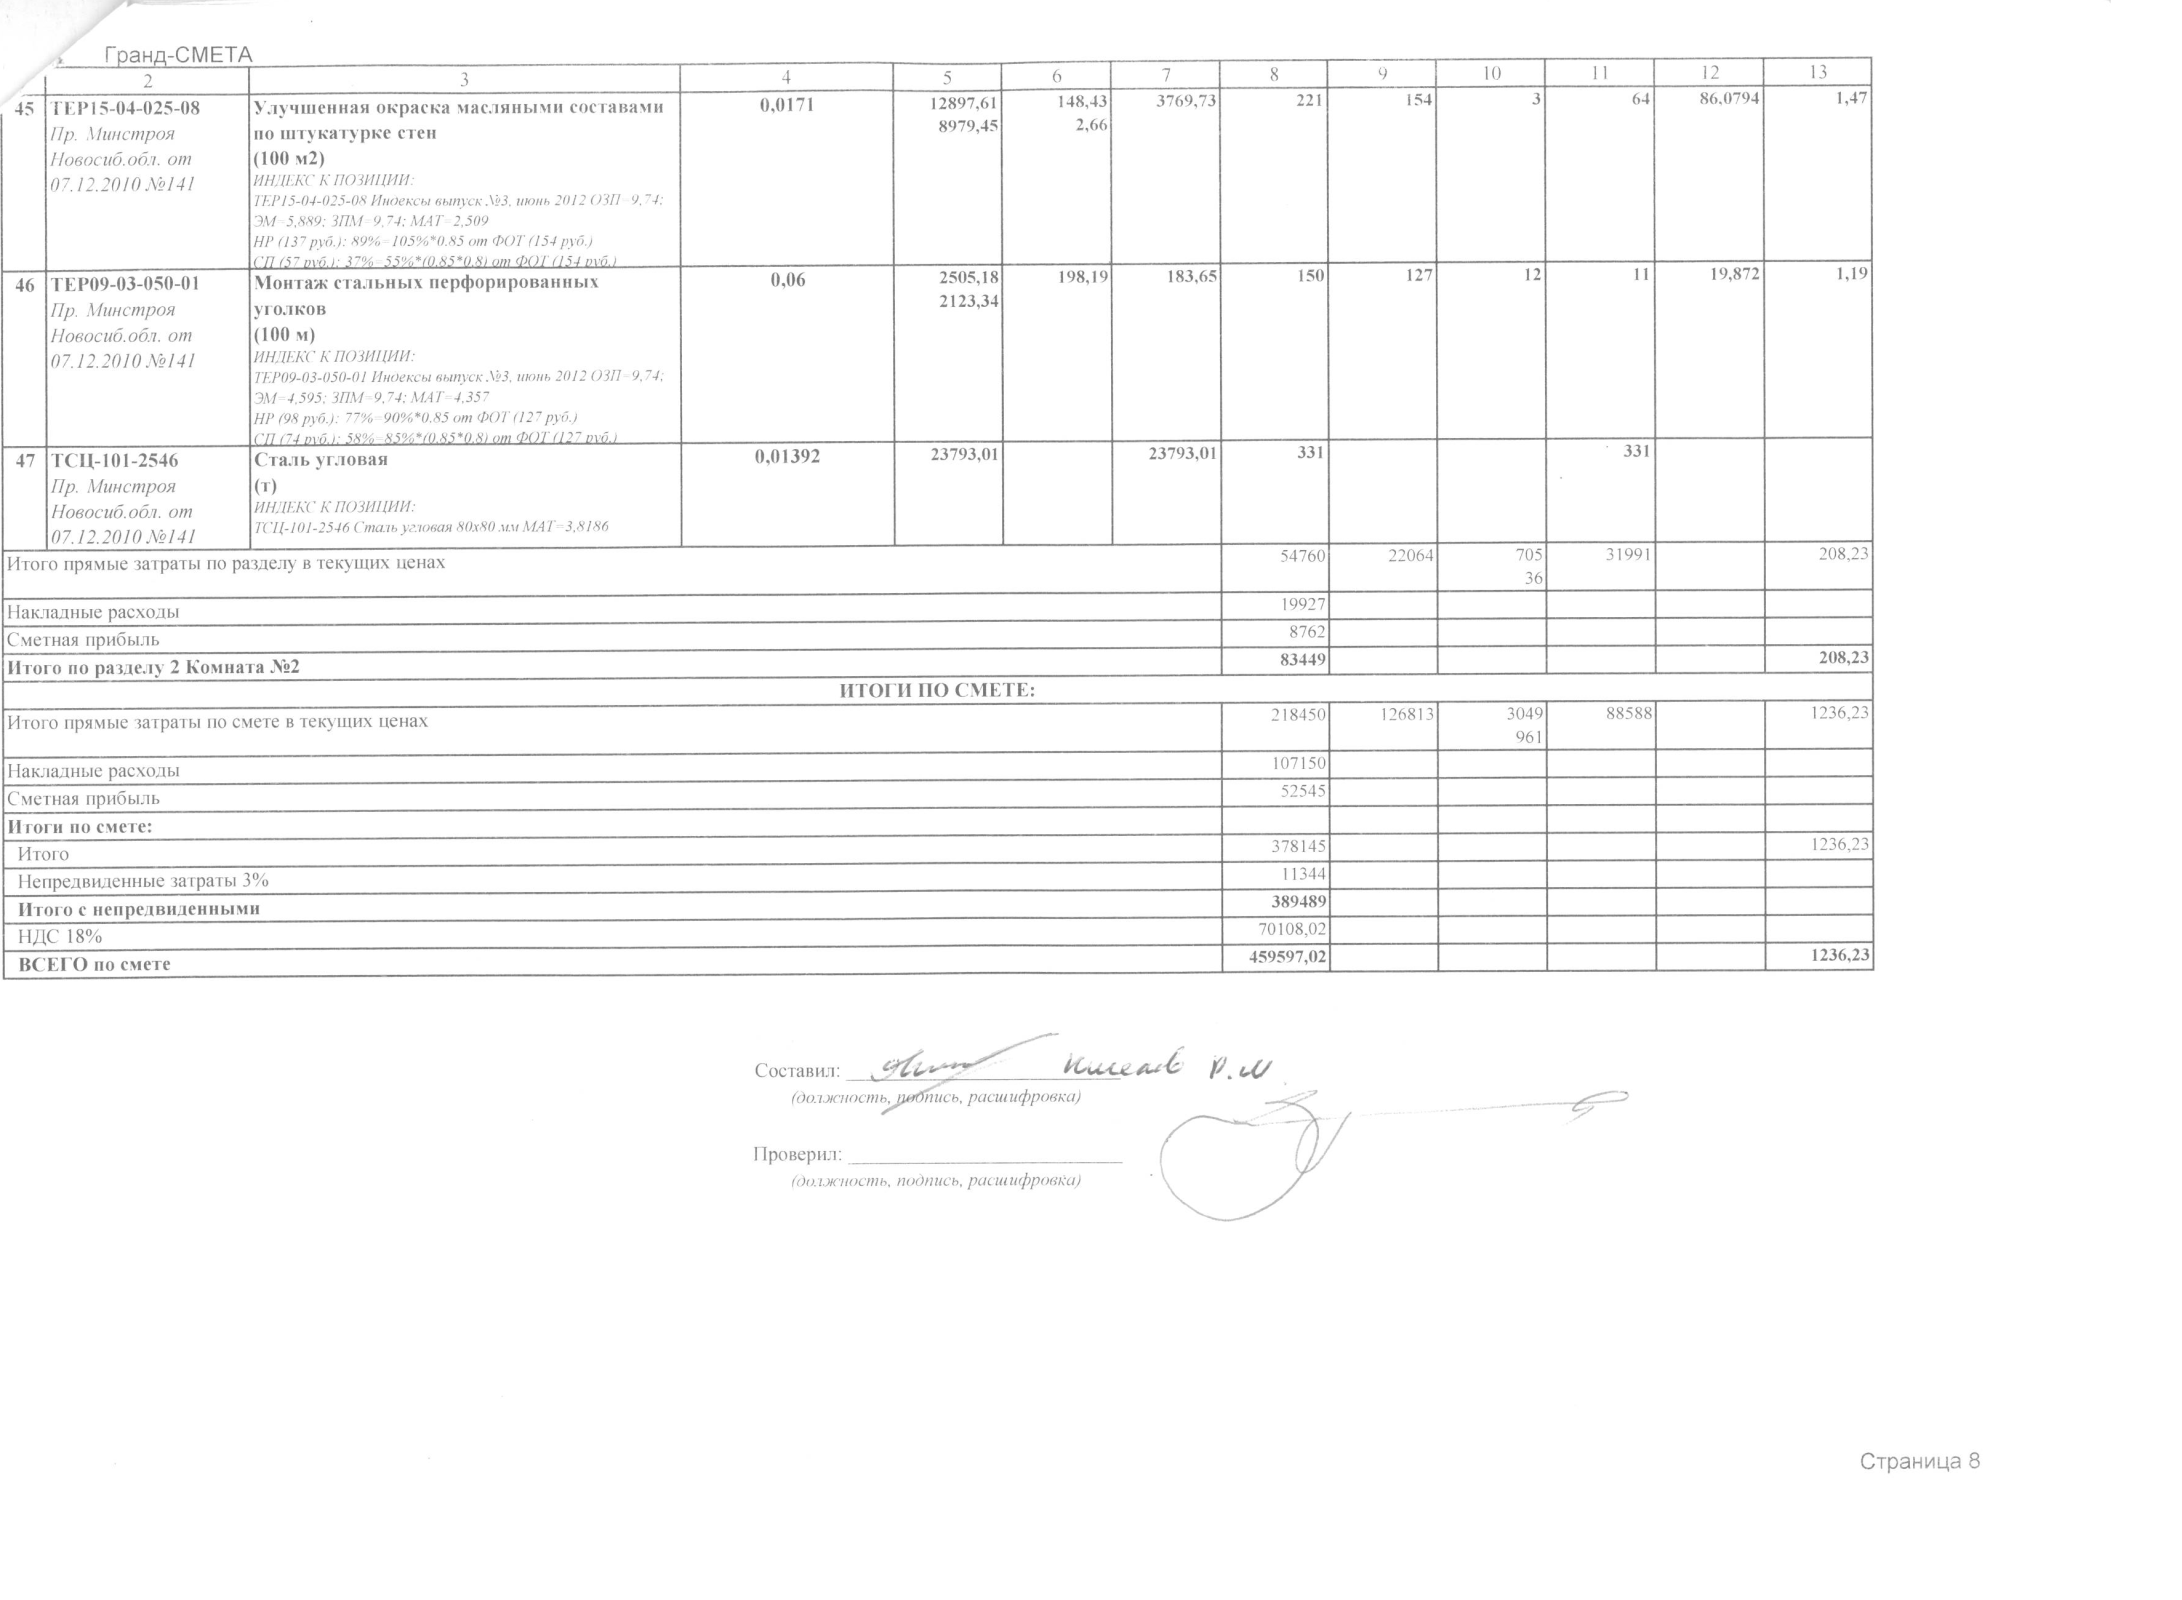 Гранд-СМЕТА
2 3 4 5 6 7 8 9 10 11 12 13
45 ТЕР15-04-025-08 Улучшенная окраска масляными составами 0,0171 12897,61 148,43 3769,73 221 154 3 64 86,0794 1,47
Пр. Минстроя по штукатурке стен 8979,45 2,66
Новосиб.обл. от (100 м2)
07.12.2010 №141 ИНДЕКС К ПОЗИЦИИ:
ТЕР15-04-025-08 Индексы выпуск №3, июнь 2012 ОЗП=9,74;
ЭМ=5,889; ЗПМ=9,74; МАТ=2,509
НР (137 руб.): 89%=105%*0.85 от ФОТ (154 руб.)
СП (57 руб.): 37%=55%*(0.85*0.8) от ФОТ (154 руб.)
46 ТЕР09-03-050-01 Монтаж стальных перфорированных 0,06 2505,18 198,19 183,65 150 127 12 11 19,872 1,19
Пр. Минстроя уголков 2123,34
Новосиб.обл. от (100 м)
07.12.2010 №141 ИНДЕКС К ПОЗИЦИИ:
ТЕР09-03-050-01 Индексы выпуск №3, июнь 2012 ОЗП=9,74;
ЭМ=4,595; ЗПМ=9,74; МАТ=4,357
НР (98 руб.): 77%=90%*0.85 от ФОТ (127 руб.)
СП (74 руб.): 58%=85%*(0.85*0.8) от ФОТ (127 руб.)
47 ТСЦ-101-2546 Сталь угловая 0,01392 23793,01 23793,01 331 331
Пр. Минстроя (т)
Новосиб.обл. от ИНДЕКС К ПОЗИЦИИ:
07.12.2010 №141 ТСЦ-101-2546 Сталь угловая 80х80 мм МАТ=3,8186
Итого прямые затраты по разделу в текущих ценах 54760 22064 705 31991 208,23
36
Накладные расходы 19927
Сметная прибыль 8762
Итого по разделу 2 Комната №2 83449 208,23
ИТОГИ ПО СМЕТЕ:
Итого прямые затраты по смете в текущих ценах 218450 126813 3049 88588 1236,23
961
Накладные расходы 107150
Сметная прибыль 52545
Итоги по смете:
Итого 378145 1236,23
Непредвиденные затраты 3% 11344
Итого с непредвиденными 389489
НДС 18% 70108,02
ВСЕГО по смете 459597,02 1236,23
Составил: Р.М
(должность, подпись, расшифровка)
Проверил:
(должность, подпись, расшифровка)
Страница 8